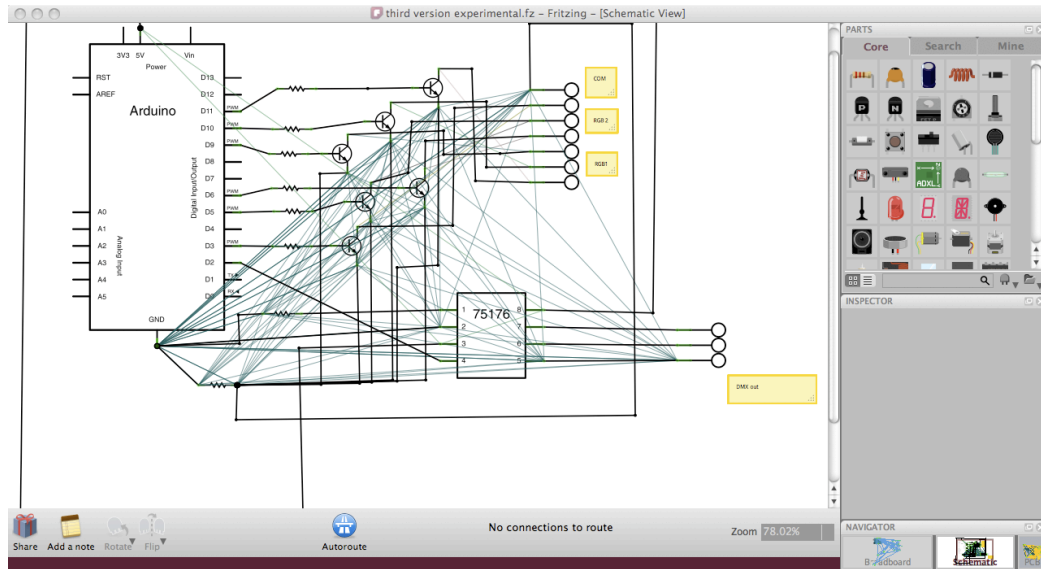 third version experimental.fz – Fritzing – [Schematic View]
3V3 5V Vin
Power
RST
AREF
Arduino
D13
D12
PWM
D11
PWM
D10
PWM
D9
D8
D7
PWM
D6
PWM
D5
D4
PWM
D3
D2
D1
TX
RX
Digital Input/Output
A0
A1
A2
A3
A4
A5
Analog Input
GND
COM
RGB 2
RGB1
75176
1
2
3
4
8
7
6
5
DMX out
PARTS
Core Search Mine
P
N
ADXL
INSPECTOR
Share
Add a note
Rotate
Flip
Autoroute
No connections to route
Zoom 78.02%
NAVIGATOR
Schematic
PCB